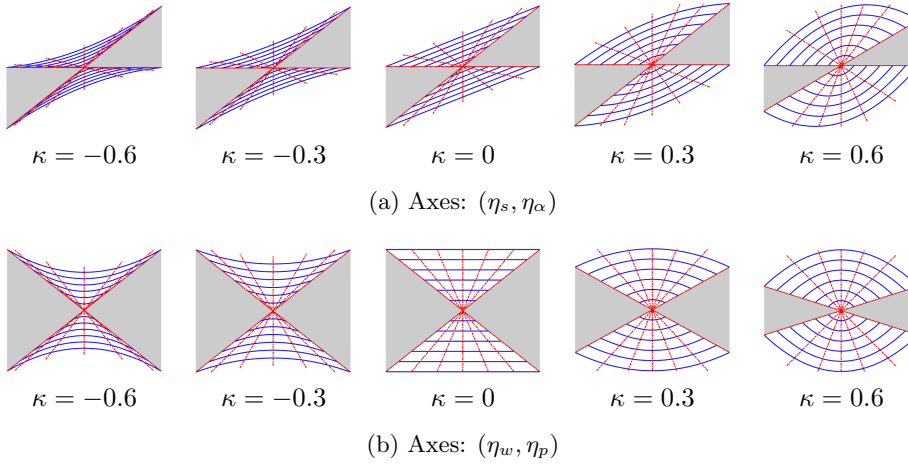 κ = −0.6 κ = −0.3 κ = 0 κ = 0.3 κ = 0.6
(a) Axes: (η_s, η_α)
κ = −0.6 κ = −0.3 κ = 0 κ = 0.3 κ = 0.6
(b) Axes: (η_w, η_p)